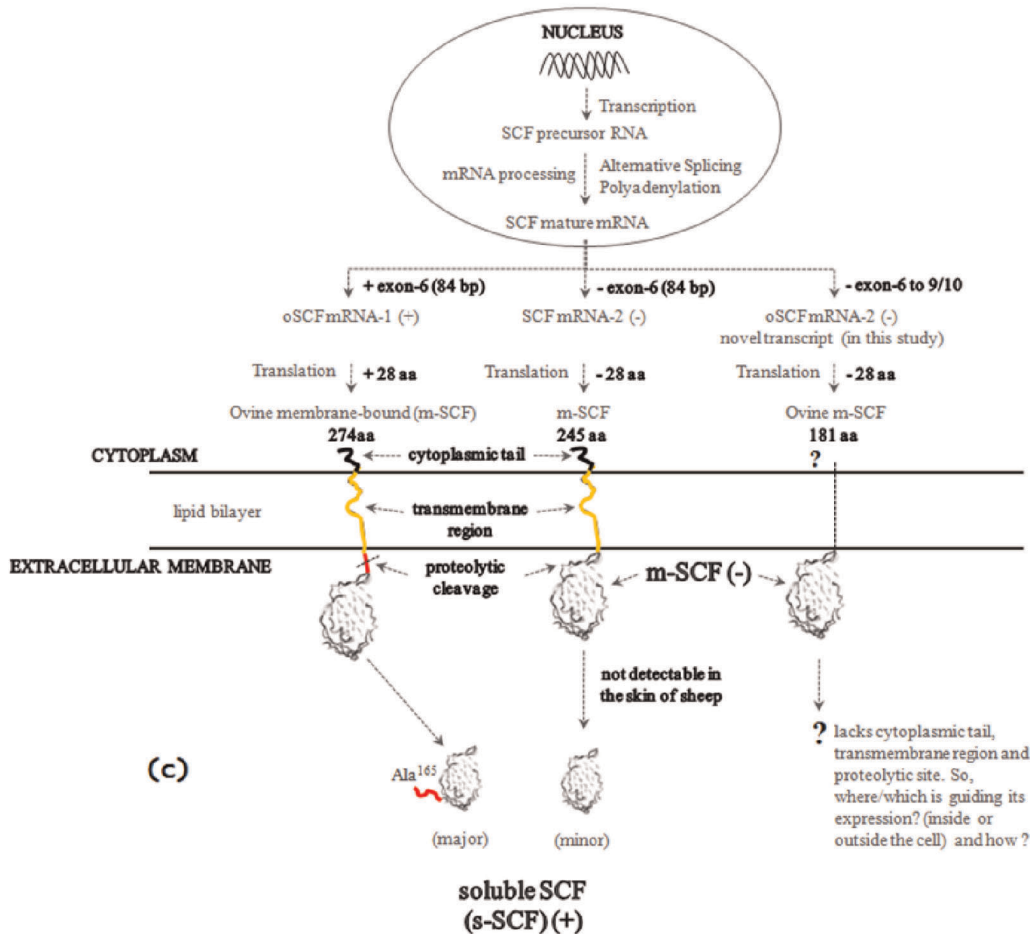 NUCLEUS
Transcription
SCF precursor RNA
mRNA processing
Alternative Splicing
Polyadenylation
SCF mature mRNA
+ exon-6 (84 bp)
- exon-6 (84 bp)
- exon-6 to 9/10
oSCF mRNA-1 (+)
SCF mRNA-2 (-)
oSCF mRNA-2 (-)
novel transcript (in this study)
Translation
+ 28 aa
Translation
- 28 aa
Translation
- 28 aa
Ovine membrane-bound (m-SCF)
m-SCF
Ovine m-SCF
274aa
245 aa
181 aa
CYTOPLASM
cytoplasmic tail
?
lipid bilayer
transmembrane
region
EXTRACELLULAR MEMBRANE
proteolytic
cleavage
m-SCF (-)
not detectable in
the skin of sheep
? lacks cytoplasmic tail,
transmembrane region and
proteolytic site. So,
where/which is guiding its
expression? (inside or
outside the cell) and how ?
(c)
Ala165
(major)
(minor)
soluble SCF
(s-SCF) (+)